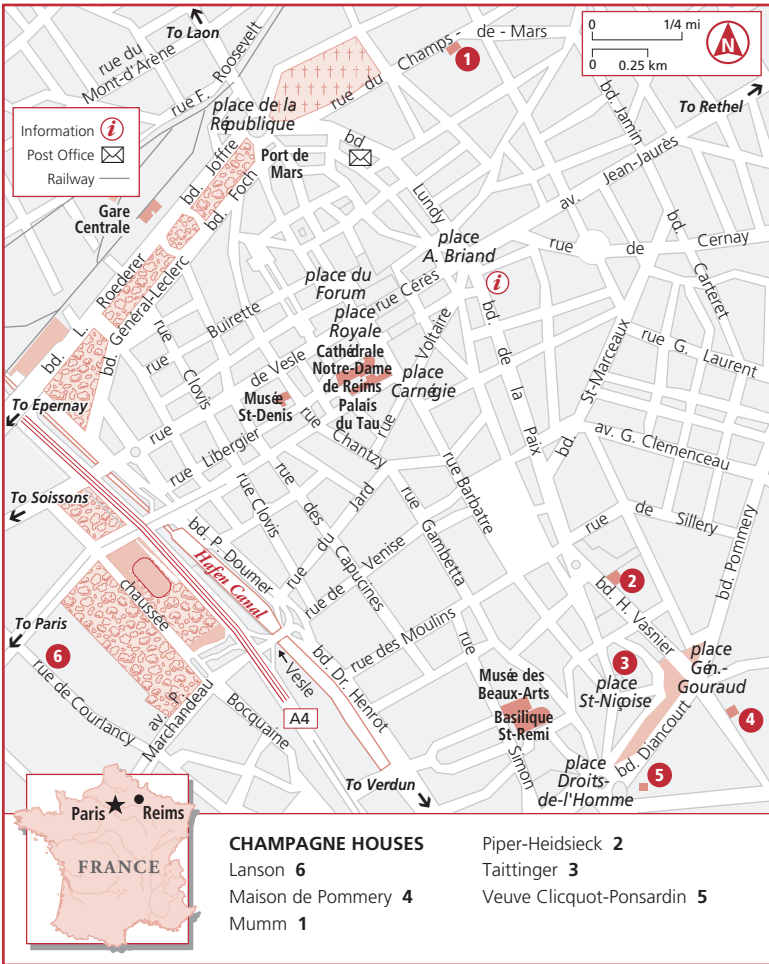 To Laon
rue du
Mont-d'Arène
rue F. Roosevelt
rue du Champs - de - Mars
1
0 1/4 mi
0 0.25 km
N
To Rethel
place de la
République
Information i
Post Office
Railway
bd. Jamin
bd. Lundy
Port de
Mars
bd. Joffre
bd. Foch
av. Jean-Jaurès
Gare
Centrale
place
A. Briand
rue de Cernay
bd. Carteret
i
bd. L. Roederer
bd. Général-Leclerc
rue Buirette
place du
Forum
rue Cérès
place
Royale
rue Voltaire
bd. de la Paix
bd. St-Marceaux
rue G. Laurent
rue Clovis
rue de Vesle
Cathédrale
Notre-Dame
de Reims
Palais
du Tau
place
Carnégie
Musée
St-Denis
To Epernay
rue Libergier
rue Chantzy
av. G. Clemenceau
To Soissons
rue Clovis
rue des Capucines
rue du Jard
rue Gambetta
rue Barbatre
rue de Sillery
bd. Pommery
bd. P. Doumer
Hafen Canal
rue de Venise
chaussée Bocquaine
2
bd. H. Vasnier
To Paris
6
rue de Courlancy
rue des Moulins
bd. Dr. Henrot
Vesle
A4
av. P.
Marchandeau
rue Simon
Musée des
Beaux-Arts
Basilique
St-Remi
3
place
St-Niçoise
place
Gén.-
Gouraud
4
bd. Diancourt
5
place
Droits-
de-l'Homme
To Verdun
Paris
Reims
FRANCE
CHAMPAGNE HOUSES
Lanson 6
Maison de Pommery 4
Mumm 1
Piper-Heidsieck 2
Taittinger 3
Veuve Clicquot-Ponsardin 5